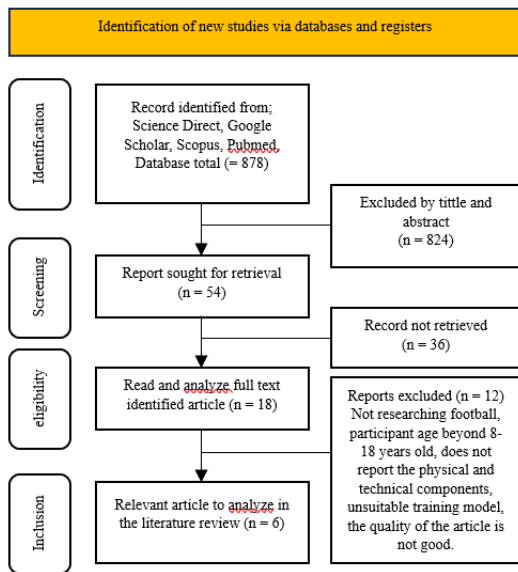 Identification of new studies via databases and registers
Identification
Record identified from;
Science Direct, Google
Scholar, Scopus, Pubmed,
Database total (= 878)
Excluded by tittle and
abstract
(n = 824)
Screening
Report sought for retrieval
(n = 54)
Record not retrieved
(n = 36)
eligibility
Read and analyze full text
identified article (n = 18)
Reports excluded (n = 12)
Not researching football,
participant age beyond 8-
18 years old, does not
report the physical and
technical components,
unsuitable training model,
the quality of the article is
not good.
Inclusion
Relevant article to analyze in
the literature review (n = 6)